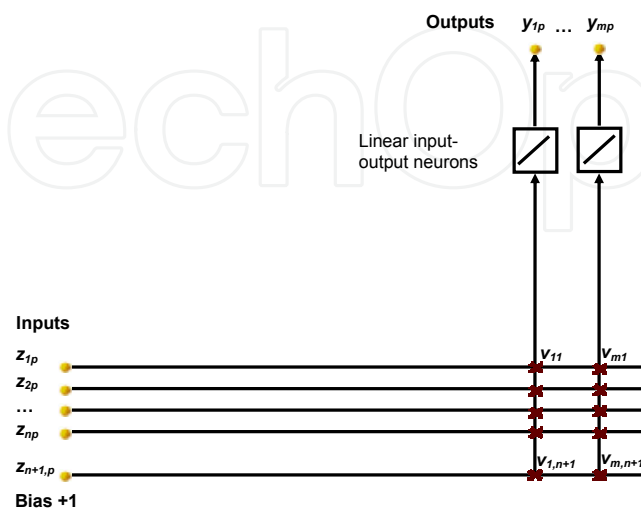 Outputs y1p ... ymp
Linear input-
output neurons
echOp
Inputs
z1p
v11 vm1
z2p
...
znp
zn+1,p
v1,n+1 vm,n+1
Bias +1